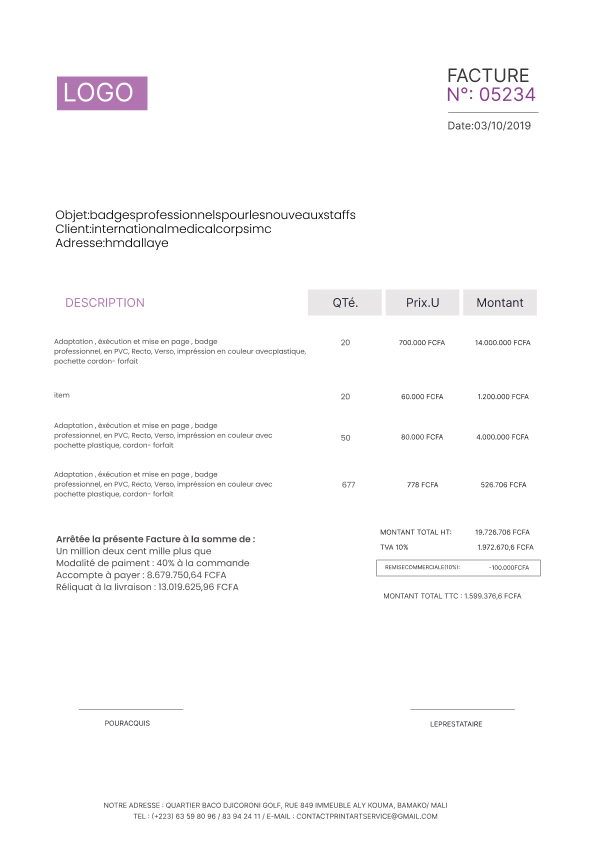 LOGO
FACTURE
N°: 05234
Date:03/10/2019
Objet:badgesprofessionnelspourlesnouveauxstaffs
Client:internationalmedicalcorpsimc
Adresse:hmdallaye
DESCRIPTION QTé. Prix.U Montant
Adaptation , éxécution et mise en page , badge
professionnel, en PVC, Recto, Verso, impréssion en couleur avecplastique,
pochette cordon- forfait
20 700.000 FCFA 14.000.000 FCFA
item 20 60.000 FCFA 1.200.000 FCFA
Adaptation , éxécution et mise en page , badge
professionnel, en PVC, Recto, Verso, impréssion en couleur avec
pochette plastique, cordon- forfait
50 80.000 FCFA 4.000.000 FCFA
Adaptation , éxécution et mise en page , badge
professionnel, en PVC, Recto, Verso, impréssion en couleur avec
pochette plastique, cordon- forfait
677 778 FCFA 526.706 FCFA
MONTANT TOTAL HT: 19.726.706 FCFA
TVA 10% 1.972.670,6 FCFA
REMISECOMMERCIALE(10%): -100.000FCFA
MONTANT TOTAL TTC : 1.599.376,6 FCFA
Arrêtée la présente Facture à la somme de :
Un million deux cent mille plus que
Modalité de paiment : 40% à la commande
Accompte à payer : 8.679.750,64 FCFA
Réliquat à la livraison : 13.019.625,96 FCFA
POURACQUIS LEPRESTATAIRE
NOTRE ADRESSE : QUARTIER BACO DJICORONI GOLF, RUE 849 IMMEUBLE ALY KOUMA, BAMAKO/ MALI
TEL : (+223) 63 59 80 96 / 83 94 24 11 / E-MAIL : CONTACTPRINTARTSERVICE@GMAIL.COM